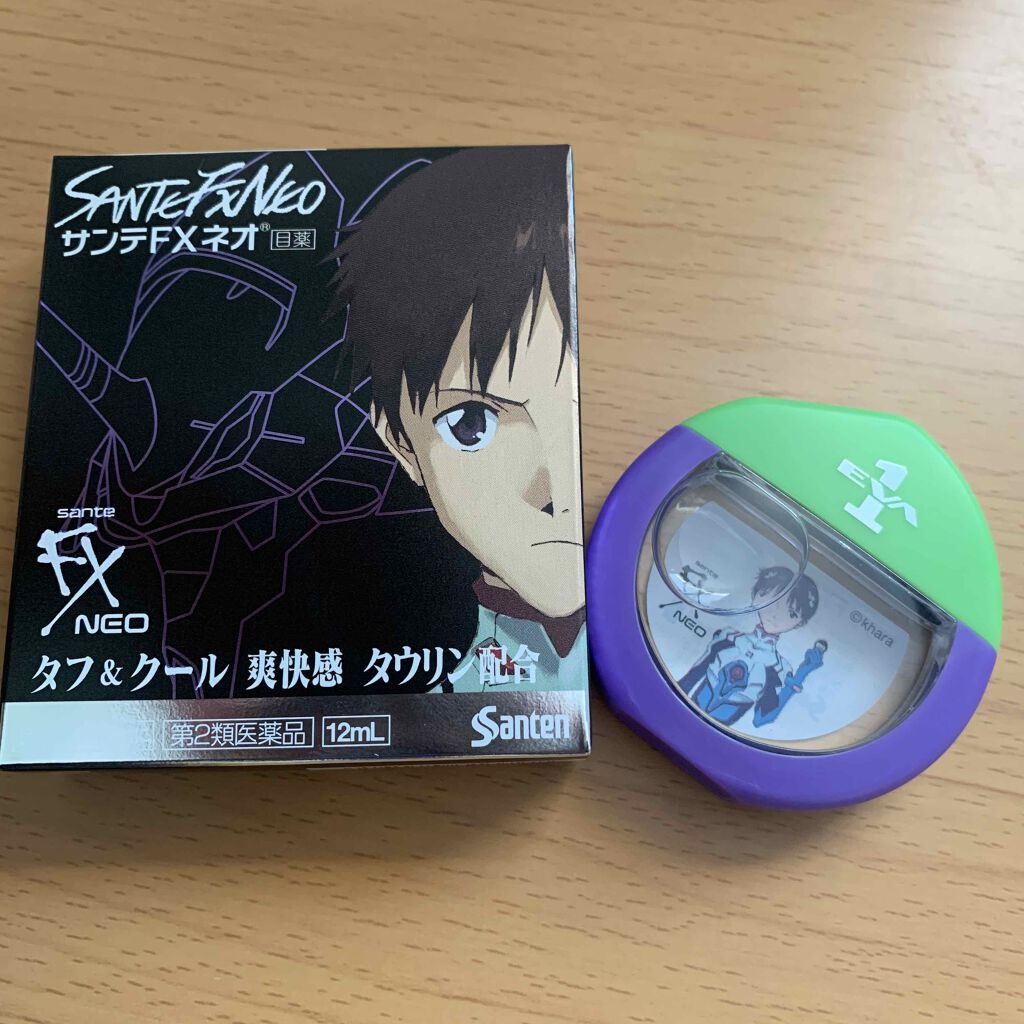 SANTE FX NEO
サンテFXネオ® 目薬
sante
FX
NEO
タフ&クール 爽快感 タウリン配合
第2類医薬品 12mL Santen
EVA
1
sante
FX
NEO
©khara